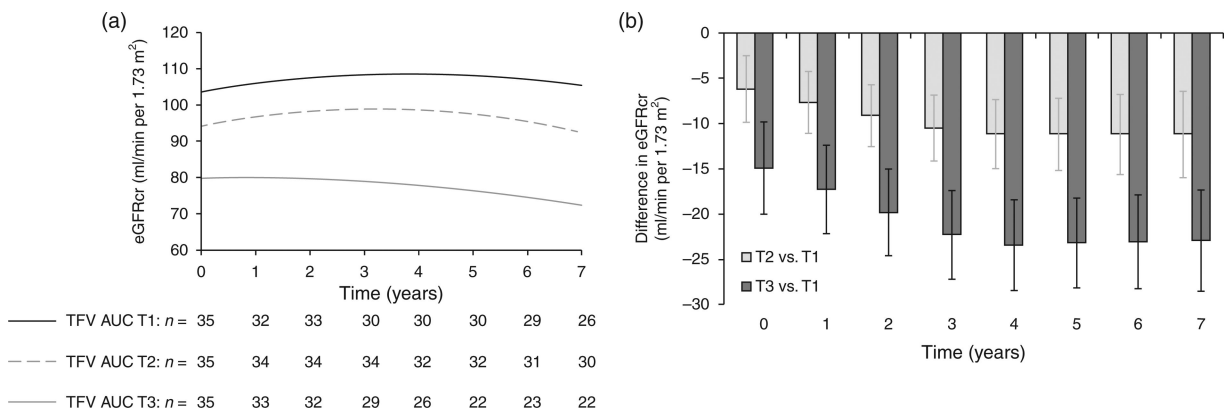 (a)
eGFRcr (ml/min per 1.73 m²)
120
110
100
90
80
70
60
0 1 2 3 4 5 6 7
Time (years)
TFV AUC T1: n = 35 32 33 30 30 30 29 26
TFV AUC T2: n = 35 34 34 34 32 32 31 30
TFV AUC T3: n = 35 33 32 29 26 22 23 22
(b)
Difference in eGFRcr
(ml/min per 1.73 m²)
–0
–5
–10
–15
–20
–25
–30
T2 vs. T1
T3 vs. T1
0 1 2 3 4 5 6 7
Time (years)